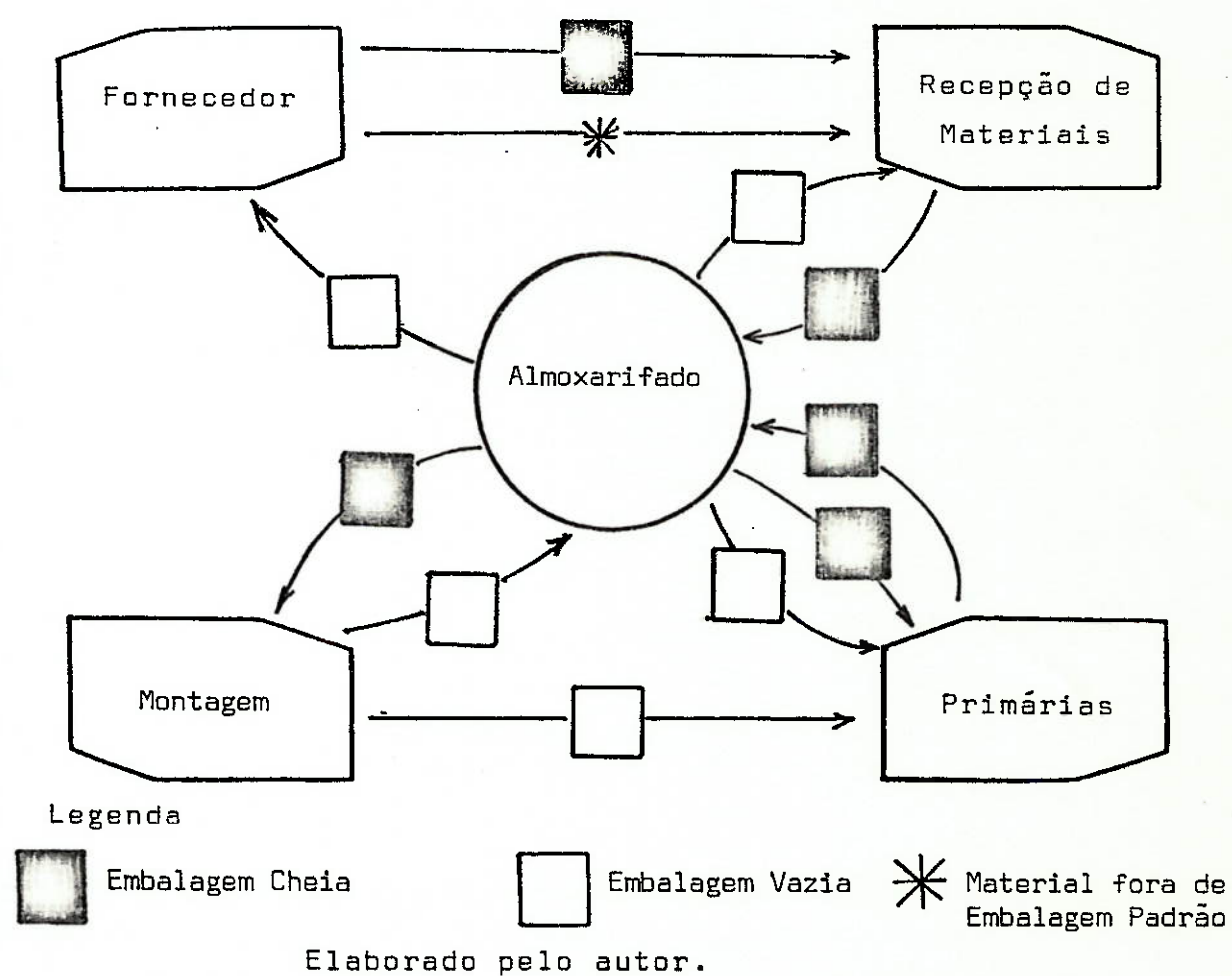 Fornecedor
Recepção de
Materiais
Almoxarifado
Montagem
Primárias
Legenda
Embalagem Cheia
Embalagem Vazia
Material fora de
Embalagem Padrão
Elaborado pelo autor.